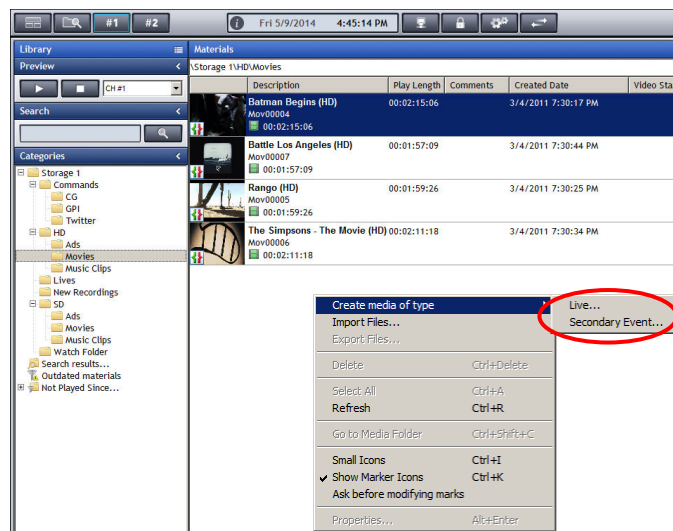 #1
#2
Fri 5/9/2014 4:45:14 PM
Library
Preview
CH #1
Search
Categories
Storage 1
Commands
CG
GPI
Twitter
HD
Ads
Movies
Music Clips
Lives
New Recordings
SD
Ads
Movies
Music Clips
Watch Folder
Search results...
Outdated materials
Not Played Since...
Materials
\Storage 1\HD\Movies
Description Play Length Comments Created Date Video Sta
Batman Begins (HD) 00:02:15:06 3/4/2011 7:30:17 PM
Mov00004
00:02:15:06
Battle Los Angeles (HD) 00:01:57:09 3/4/2011 7:30:44 PM
Mov00007
00:01:57:09
Rango (HD) 00:01:59:26 3/4/2011 7:30:25 PM
Mov00005
00:01:59:26
The Simpsons - The Movie (HD) 00:02:11:18 3/4/2011 7:30:34 PM
Mov00006
00:02:11:18
Create media of type
Import Files...
Export Files...
Delete Ctrl+Delete
Select All Ctrl+A
Refresh Ctrl+R
Go to Media Folder Ctrl+Shift+C
Small Icons Ctrl+I
Show Marker Icons Ctrl+K
Ask before modifying marks
Properties... Alt+Enter
Live...
Secondary Event...